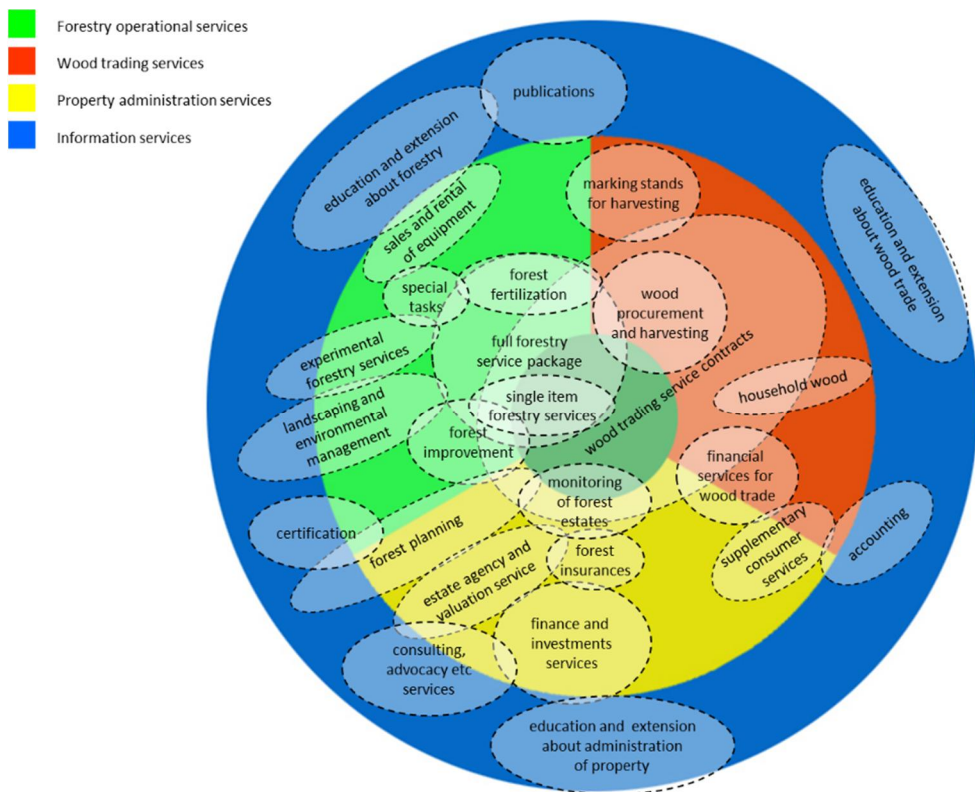 Forestry operational services
Wood trading services
Property administration services
Information services
publications
education and extension
about forestry
sales and rental
of equipment
marking stands
for harvesting
education and extension
about wood trade
special
tasks
forest
fertilization
wood
procurement
and harvesting
experimental
forestry services
full forestry
service package
wood trading service contracts
household wood
landscaping and
environmental
management
single item
forestry services
forest
improvement
monitoring
of forest
estates
financial
services for
wood trade
certification
forest planning
estate agency and
valuation service
forest
insurances
supplementary
consumer
services
accounting
consulting,
advocacy etc
services
finance and
investments
services
education and extension
about administration
of property